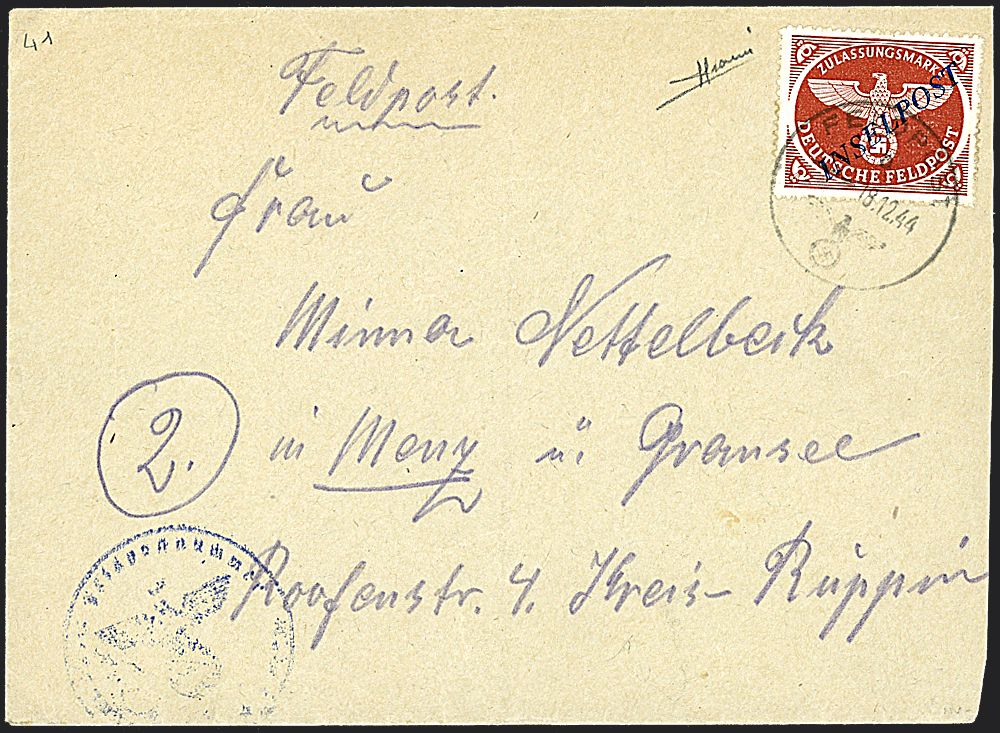 41
Feldpost.
ZULASSUNGSMARKE
INSELPOST
DEUTSCHE FELDPOST
18.12.44
Frau
Minna Nettelbeck
2. in Menz ü. Gransee
Roofenstr. 4. Kreis Ruppin
Feldpostnummer